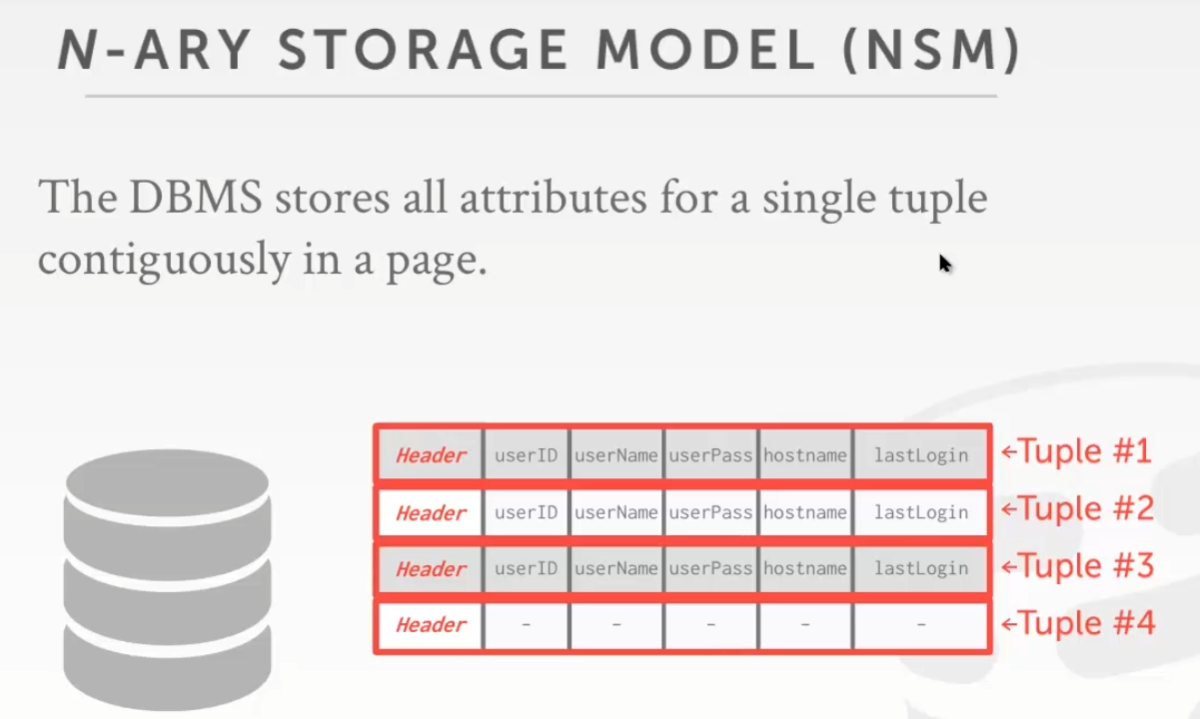 N-ARY STORAGE MODEL (NSM)
The DBMS stores all attributes for a single tuple
contiguously in a page.
Header userID userName userPass hostname lastLogin ←Tuple #1
Header userID userName userPass hostname lastLogin ←Tuple #2
Header userID userName userPass hostname lastLogin ←Tuple #3
Header - - - - - ←Tuple #4